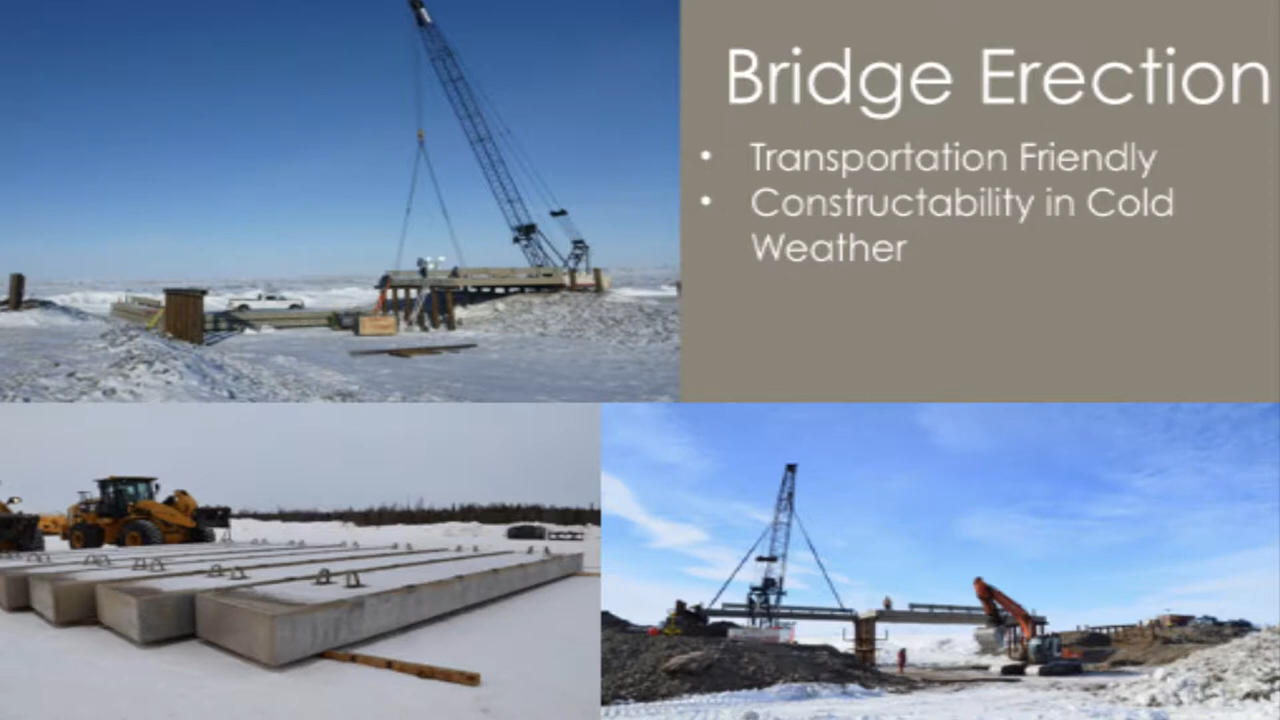 Bridge Erection
• Transportation Friendly
• Constructability in Cold
Weather